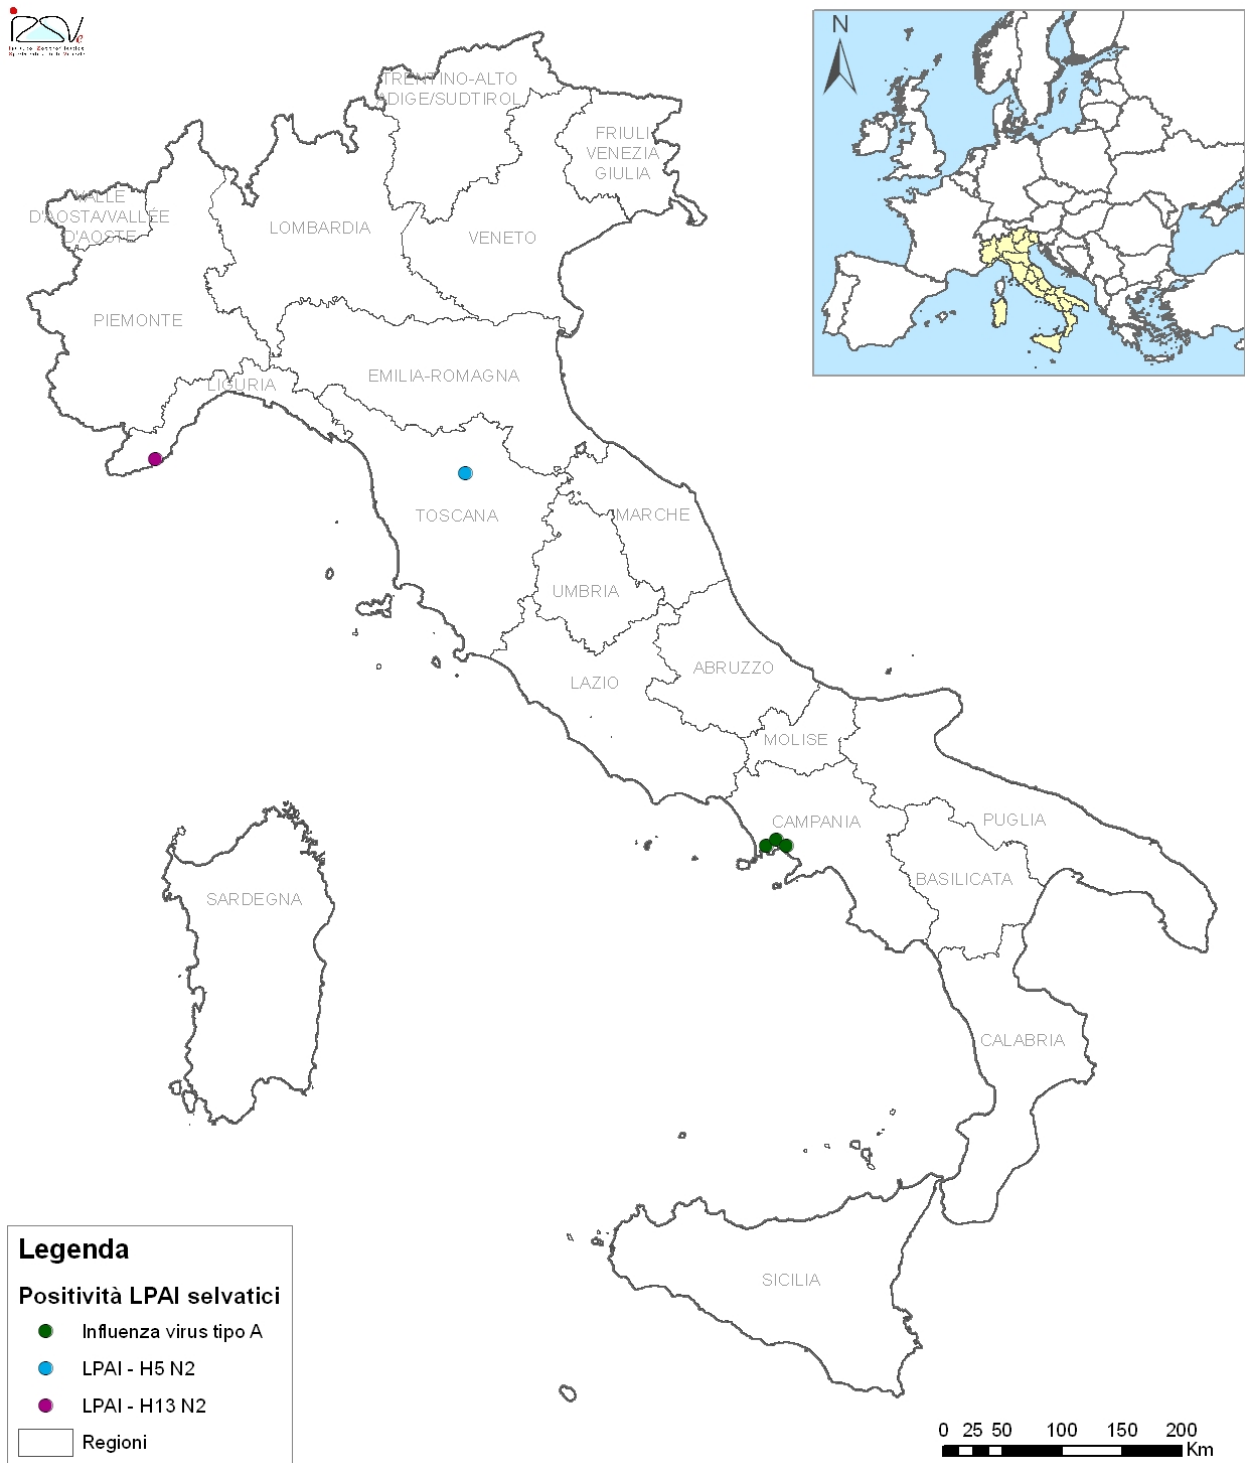 IZSVe
N
TRENTINO-ALTO
ADIGE/SUDTIROL
FRIULI
VENEZIA
GIULIA
VALLE
D'AOSTA/VALLÉE
D'AOSTE
LOMBARDIA
VENETO
PIEMONTE
EMILIA-ROMAGNA
LIGURIA
TOSCANA
MARCHE
UMBRIA
ABRUZZO
LAZIO
MOLISE
CAMPANIA
PUGLIA
BASILICATA
SARDEGNA
CALABRIA
SICILIA
Legenda
Positività LPAI selvatici
Influenza virus tipo A
LPAI - H5 N2
LPAI - H13 N2
Regioni
0 25 50 100 150 200
Km